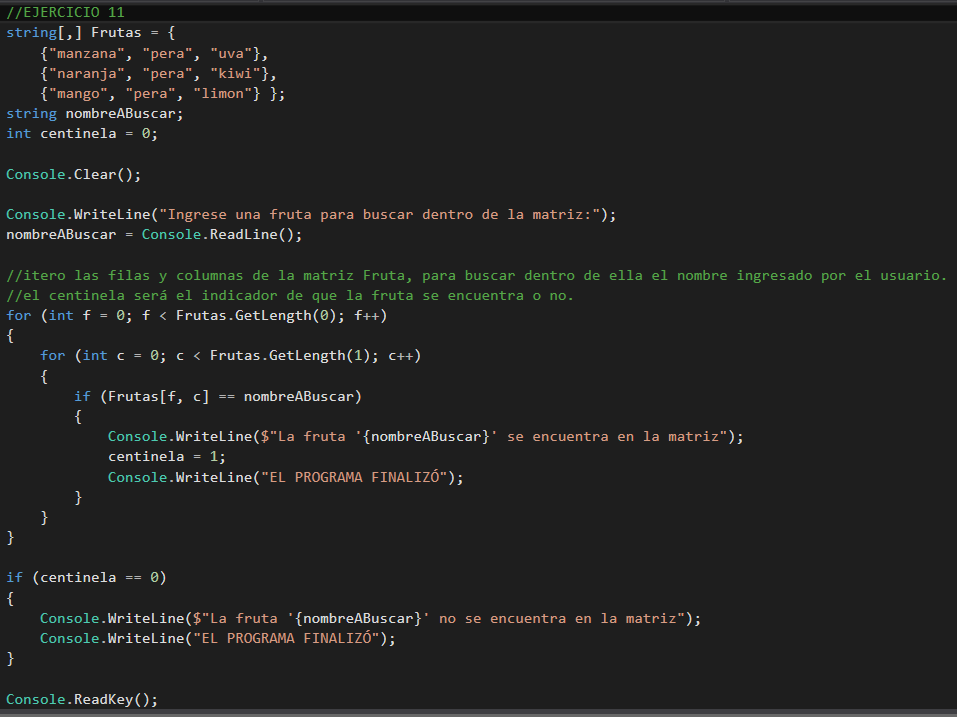 //EJERCICIO 11
string[,] Frutas = {
    {"manzana", "pera", "uva"},
    {"naranja", "pera", "kiwi"},
    {"mango", "pera", "limon"} };
string nombreABuscar;
int centinela = 0;

Console.Clear();

Console.WriteLine("Ingrese una fruta para buscar dentro de la matriz:");
nombreABuscar = Console.ReadLine();

//itero las filas y columnas de la matriz Fruta, para buscar dentro de ella el nombre ingresado por el usuario.
//el centinela será el indicador de que la fruta se encuentra o no.
for (int f = 0; f < Frutas.GetLength(0); f++)
{
    for (int c = 0; c < Frutas.GetLength(1); c++)
    {
        if (Frutas[f, c] == nombreABuscar)
        {
            Console.WriteLine($"La fruta '{nombreABuscar}' se encuentra en la matriz");
            centinela = 1;
            Console.WriteLine("EL PROGRAMA FINALIZÓ");
        }
    }
}

if (centinela == 0)
{
    Console.WriteLine($"La fruta '{nombreABuscar}' no se encuentra en la matriz");
    Console.WriteLine("EL PROGRAMA FINALIZÓ");
}

Console.ReadKey();